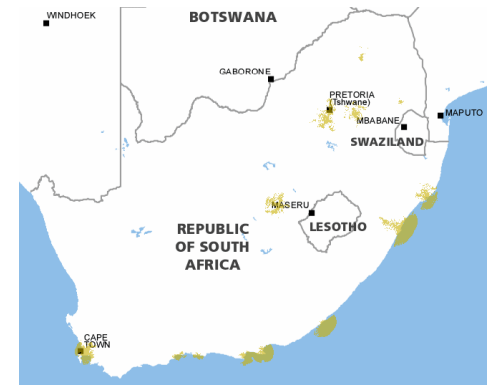 WINDHOEK
BOTSWANA
GABORONE
PRETORIA
(Tshwane)
MBABANE
MAPUTO
SWAZILAND
MASERU
LESOTHO
REPUBLIC
OF SOUTH
AFRICA
CAPE
TOWN